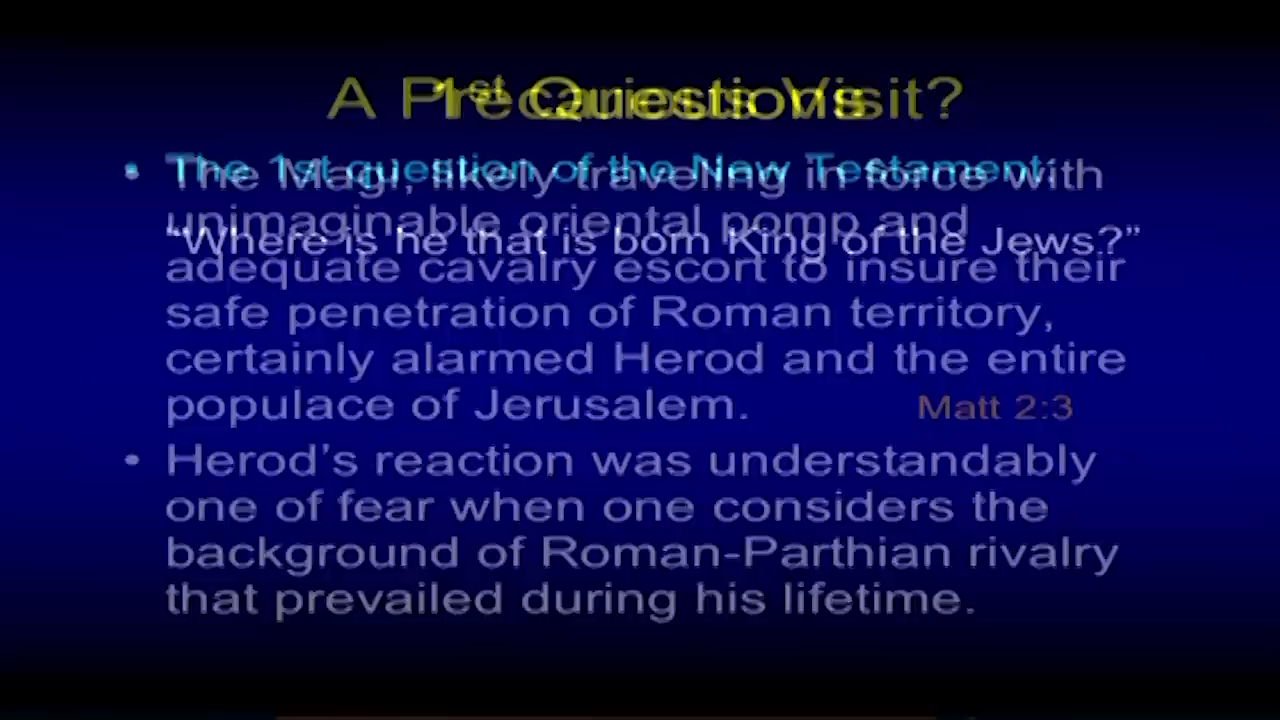 A Precarious Visit?
1st Questions
• The 1st question of the New Testament:
“Where is he that is born King of the Jews?”
• The Magi, likely traveling in force with
unimaginable oriental pomp and
adequate cavalry escort to insure their
safe penetration of Roman territory,
certainly alarmed Herod and the entire
populace of Jerusalem. Matt 2:3
• Herod’s reaction was understandably
one of fear when one considers the
background of Roman-Parthian rivalry
that prevailed during his lifetime.